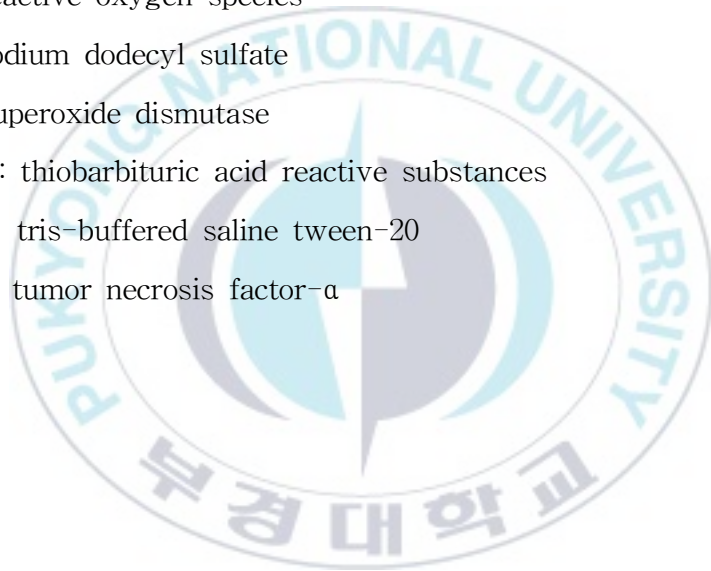 active oxygen species
odium dodecyl sulfate
uperoxide dismutase
: thiobarbituric acid reactive substances
tris-buffered saline tween-20
tumor necrosis factor-α
PUKYONG NATIONAL UNIVERSITY
부경대학교